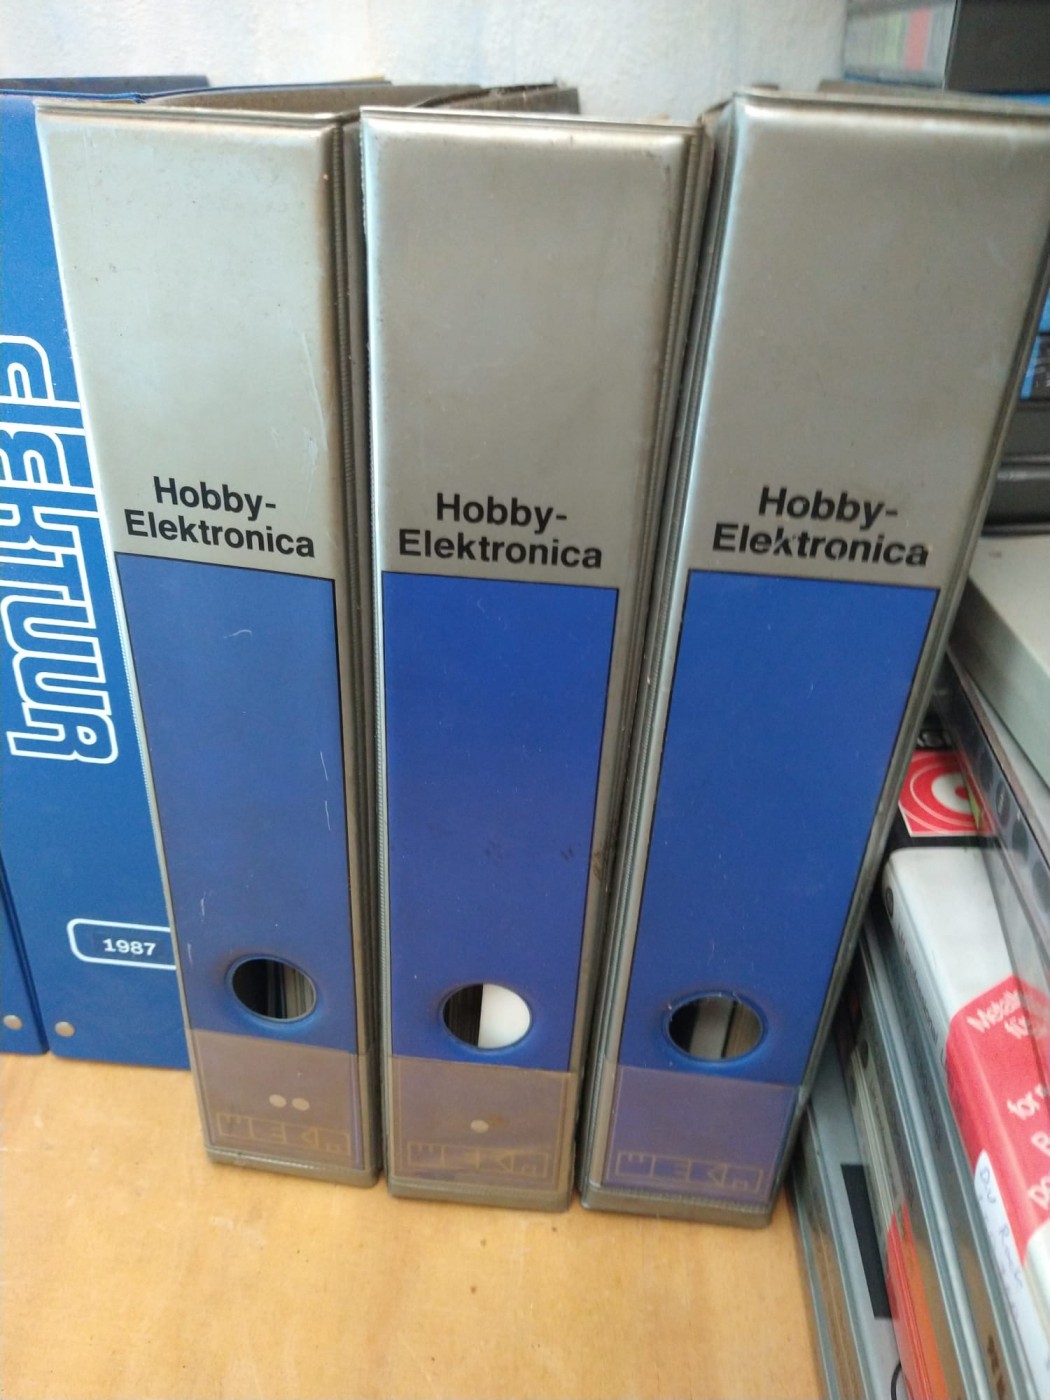 elektuur
1987
Hobby-
Elektronica
Hobby-
Elektronica
Hobby-
Elektronica
WEKA
WEKA
WEKA